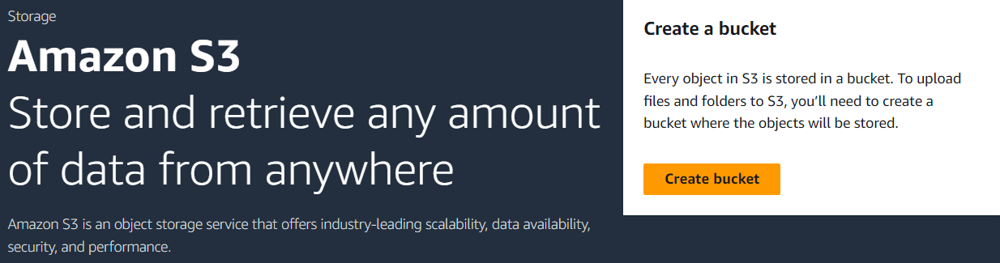 Storage
Amazon S3
Store and retrieve any amount
of data from anywhere
Amazon S3 is an object storage service that offers industry-leading scalability, data availability,
security, and performance.
Create a bucket
Every object in S3 is stored in a bucket. To upload
files and folders to S3, you’ll need to create a
bucket where the objects will be stored.
Create bucket